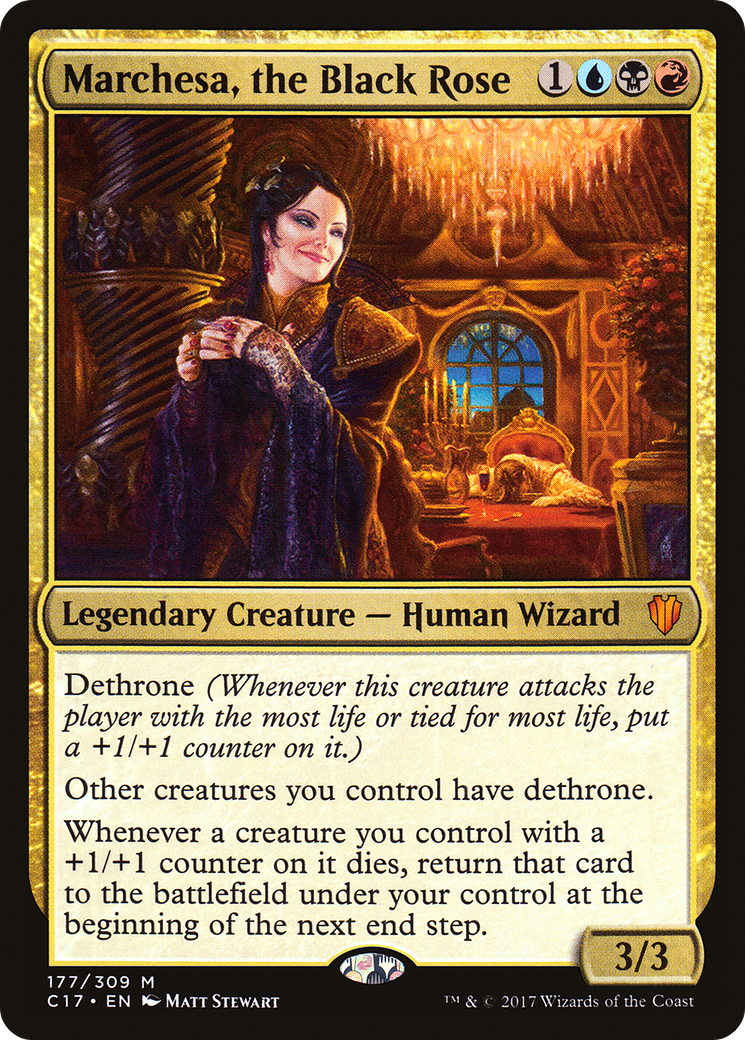 Marchesa, the Black Rose 1
Legendary Creature — Human Wizard
Dethrone (Whenever this creature attacks the
player with the most life or tied for most life, put
a +1/+1 counter on it.)
Other creatures you control have dethrone.
Whenever a creature you control with a
+1/+1 counter on it dies, return that card
to the battlefield under your control at the
beginning of the next end step.
3/3
177/309 M
C17 • EN Matt Stewart
™ & © 2017 Wizards of the Coast